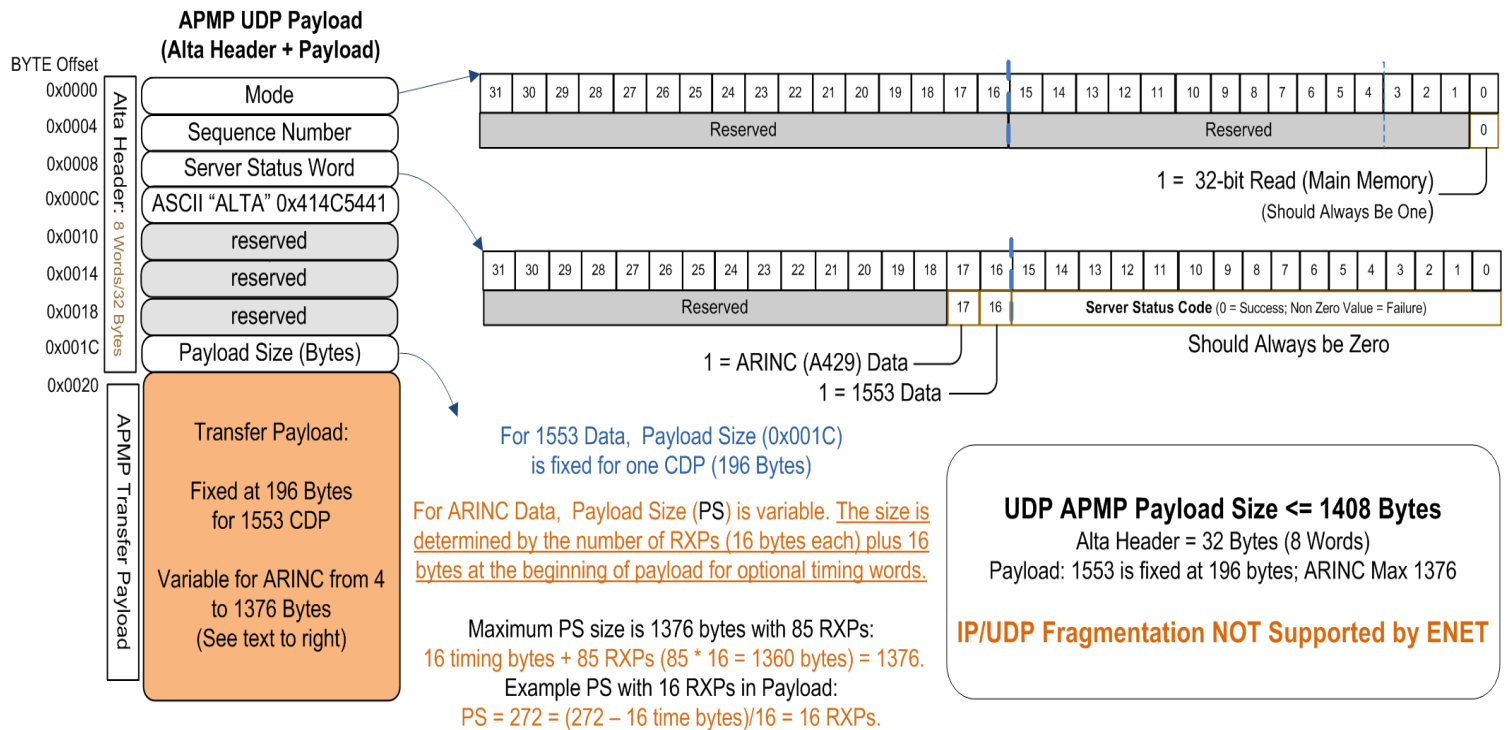 APMP UDP Payload
(Alta Header + Payload)
BYTE Offset
0x0000
0x0004
0x0008
0x000C
0x0010
0x0014
0x0018
0x001C
0x0020
Alta Header: 8 Words/32 Bytes
APMP Transfer Payload
Mode
Sequence Number
Server Status Word
ASCII “ALTA” 0x414C5441
reserved
reserved
reserved
Payload Size (Bytes)
Transfer Payload:
Fixed at 196 Bytes
for 1553 CDP
Variable for ARINC from 4
to 1376 Bytes
(See text to right)
31 30 29 28 27 26 25 24 23 22 21 20 19 18 17 16 15 14 13 12 11 10 9 8 7 6 5 4 3 2 1 0
Reserved Reserved 0
1 = 32-bit Read (Main Memory)
(Should Always Be One)
31 30 29 28 27 26 25 24 23 22 21 20 19 18 17 16 15 14 13 12 11 10 9 8 7 6 5 4 3 2 1 0
Reserved 17 16 Server Status Code (0 = Success; Non Zero Value = Failure)
Should Always be Zero
1 = ARINC (A429) Data
1 = 1553 Data
For 1553 Data, Payload Size (0x001C)
is fixed for one CDP (196 Bytes)
For ARINC Data, Payload Size (PS) is variable. The size is
determined by the number of RXPs (16 bytes each) plus 16
bytes at the beginning of payload for optional timing words.
Maximum PS size is 1376 bytes with 85 RXPs:
16 timing bytes + 85 RXPs (85 * 16 = 1360 bytes) = 1376.
Example PS with 16 RXPs in Payload:
PS = 272 = (272 – 16 time bytes)/16 = 16 RXPs.
UDP APMP Payload Size <= 1408 Bytes
Alta Header = 32 Bytes (8 Words)
Payload: 1553 is fixed at 196 bytes; ARINC Max 1376
IP/UDP Fragmentation NOT Supported by ENET